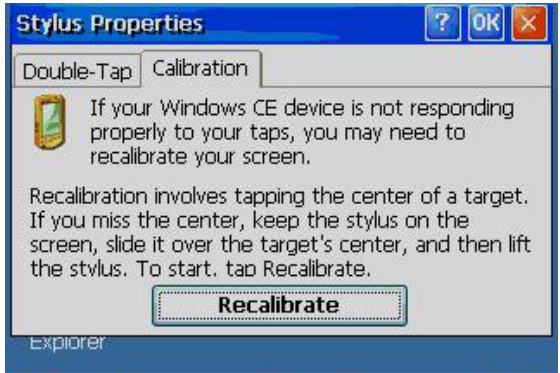 Stylus Properties ? OK X
Double-Tap Calibration
If your Windows CE device is not responding
properly to your taps, you may need to
recalibrate your screen.
Recalibration involves tapping the center of a target.
If you miss the center, keep the stylus on the
screen, slide it over the target's center, and then lift
the stylus. To start, tap Recalibrate.
Recalibrate
Explorer